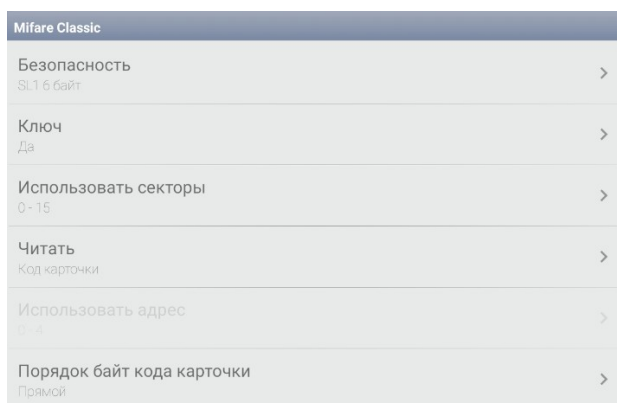 Mifare Classic
Безопасность
SL1 6 байт
Ключ
Да
Использовать секторы
0 - 15
Читать
Код карточки
Использовать адрес
0 - 4
Порядок байт кода карточки
Прямой